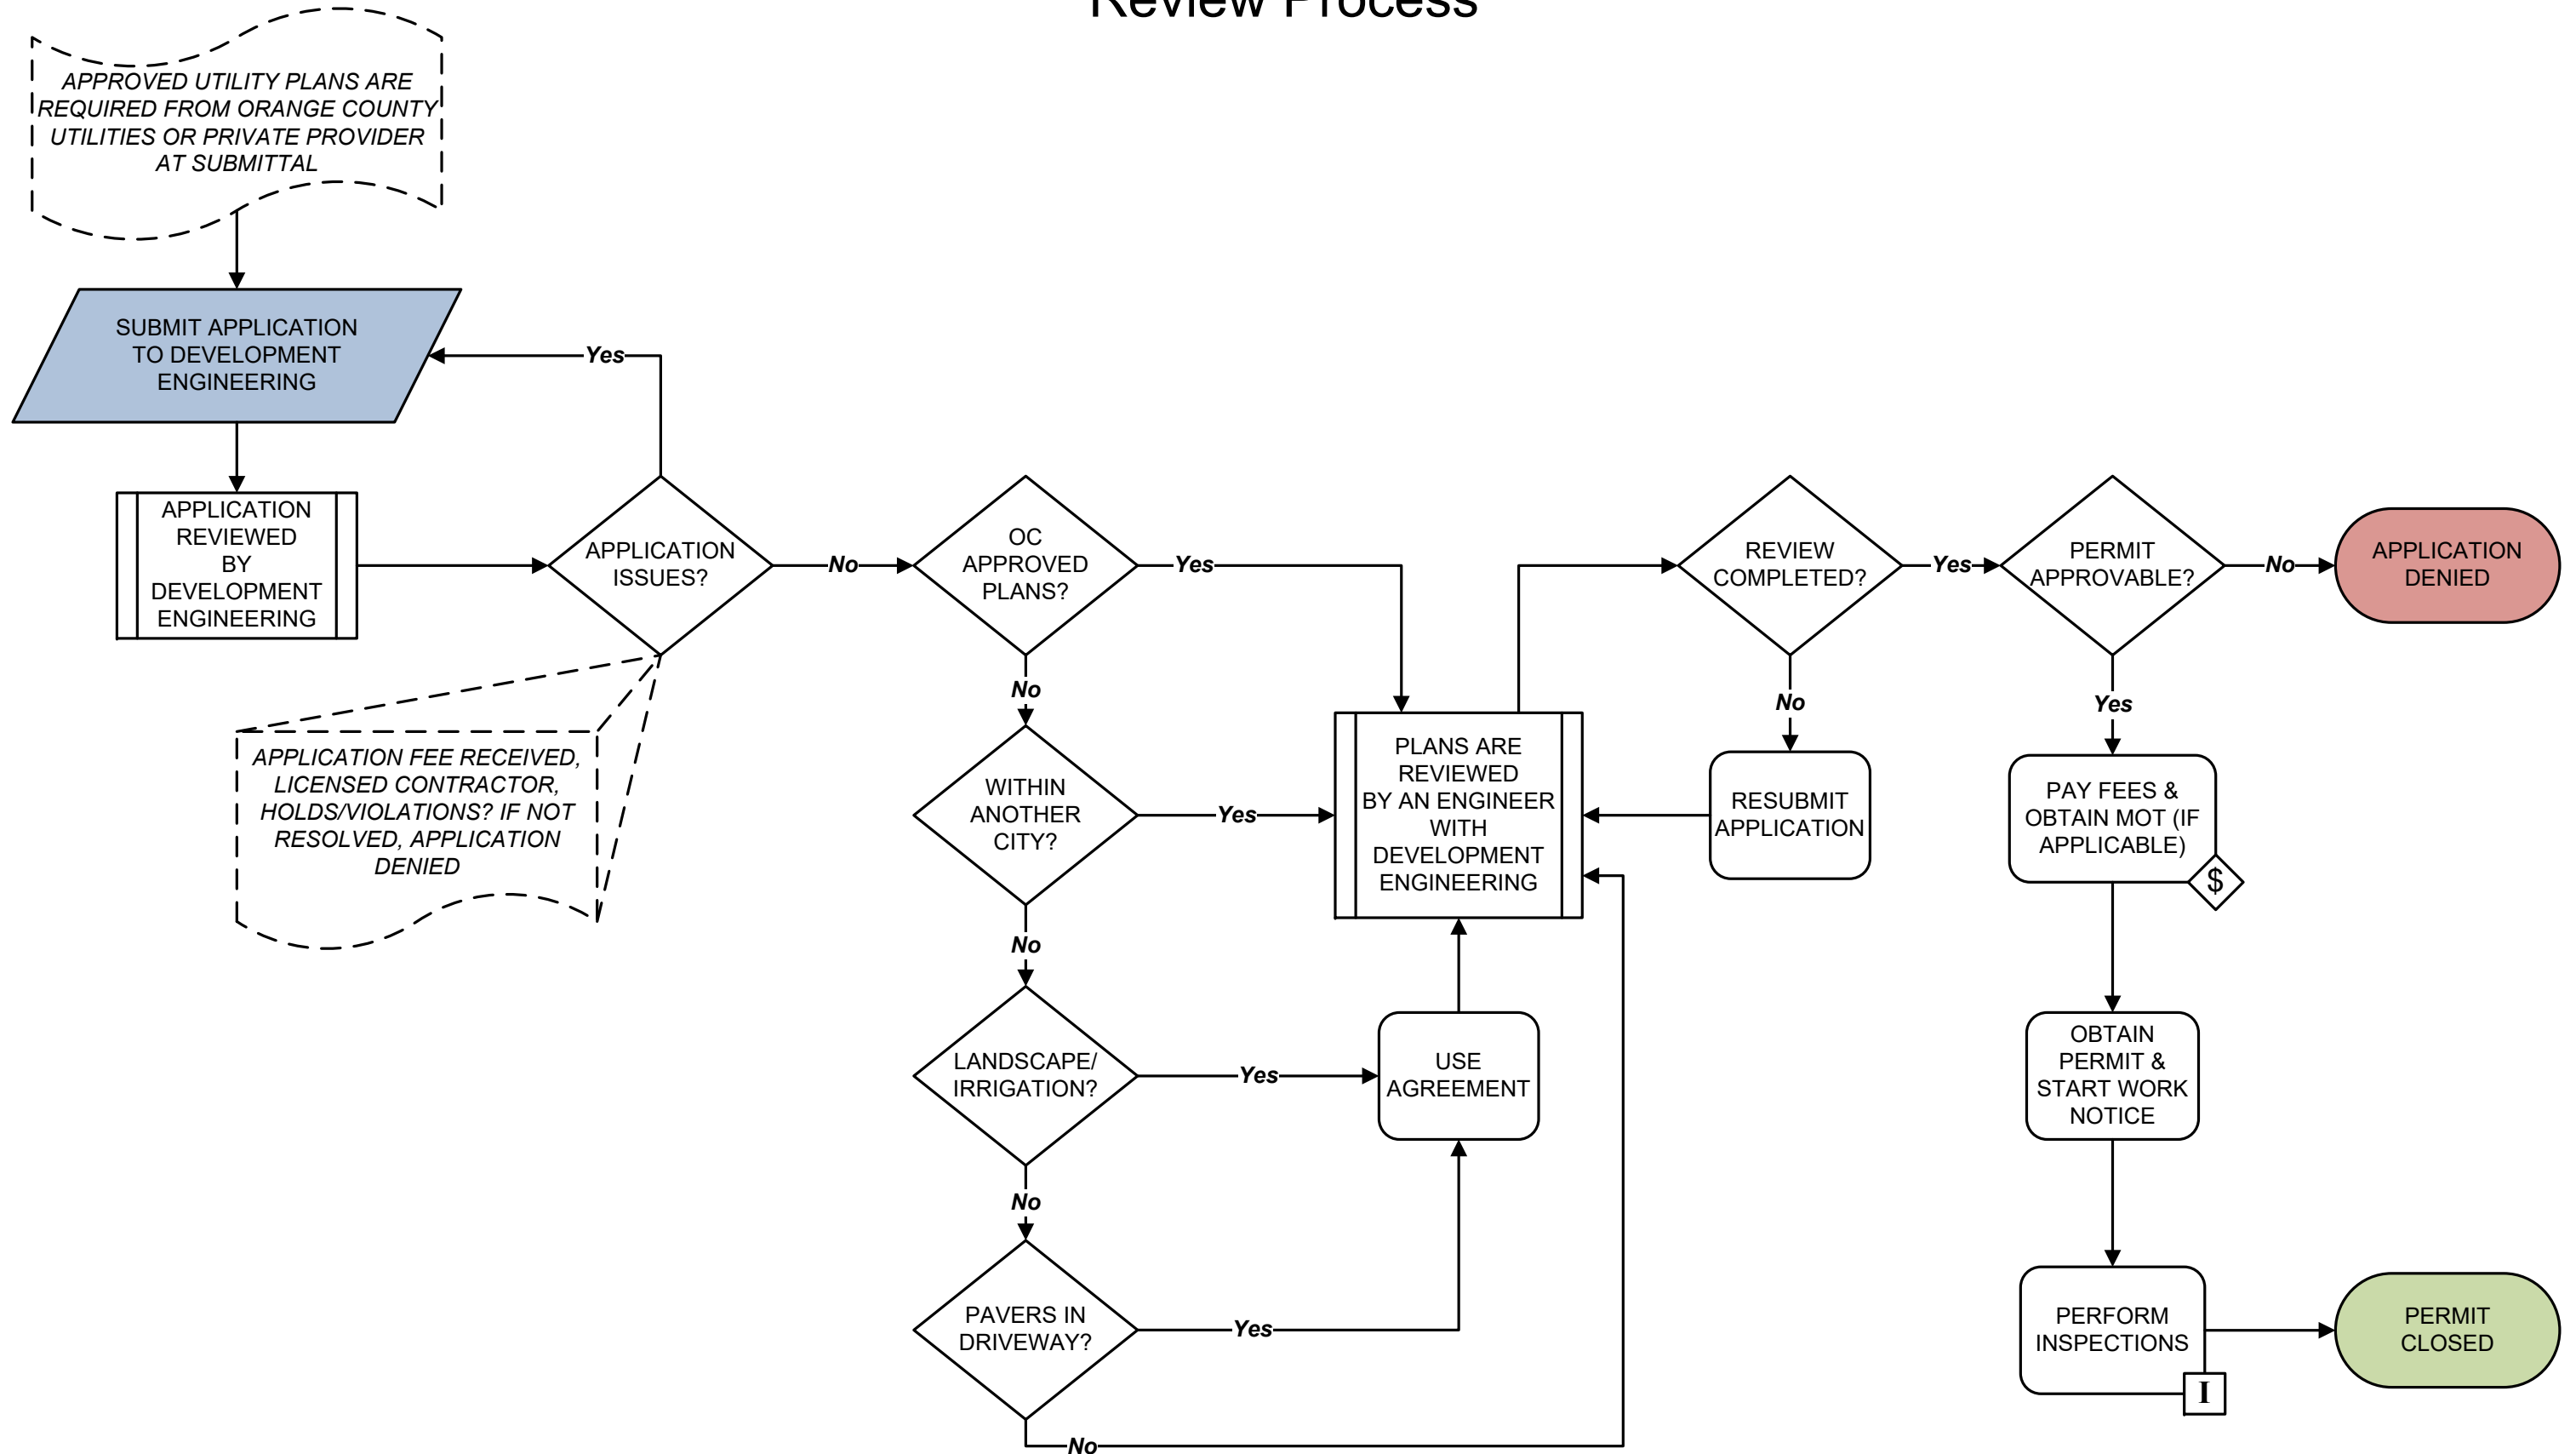 Review Process
APPROVED UTILITY PLANS ARE
REQUIRED FROM ORANGE COUNTY
UTILITIES OR PRIVATE PROVIDER
AT SUBMITTAL
SUBMIT APPLICATION
TO DEVELOPMENT
ENGINEERING
Yes
APPLICATION
REVIEWED
BY
DEVELOPMENT
ENGINEERING
APPLICATION
ISSUES?
No
APPLICATION FEE RECEIVED,
LICENSED CONTRACTOR,
HOLDS/VIOLATIONS? IF NOT
RESOLVED, APPLICATION
DENIED
OC
APPROVED
PLANS?
Yes
No
WITHIN
ANOTHER
CITY?
Yes
No
LANDSCAPE/
IRRIGATION?
Yes
No
PAVERS IN
DRIVEWAY?
Yes
No
USE
AGREEMENT
PLANS ARE
REVIEWED
BY AN ENGINEER
WITH
DEVELOPMENT
ENGINEERING
REVIEW
COMPLETED?
Yes
No
RESUBMIT
APPLICATION
PERMIT
APPROVABLE?
No
APPLICATION
DENIED
Yes
PAY FEES &
OBTAIN MOT (IF
APPLICABLE)
$
OBTAIN
PERMIT &
START WORK
NOTICE
PERFORM
INSPECTIONS
I
PERMIT
CLOSED